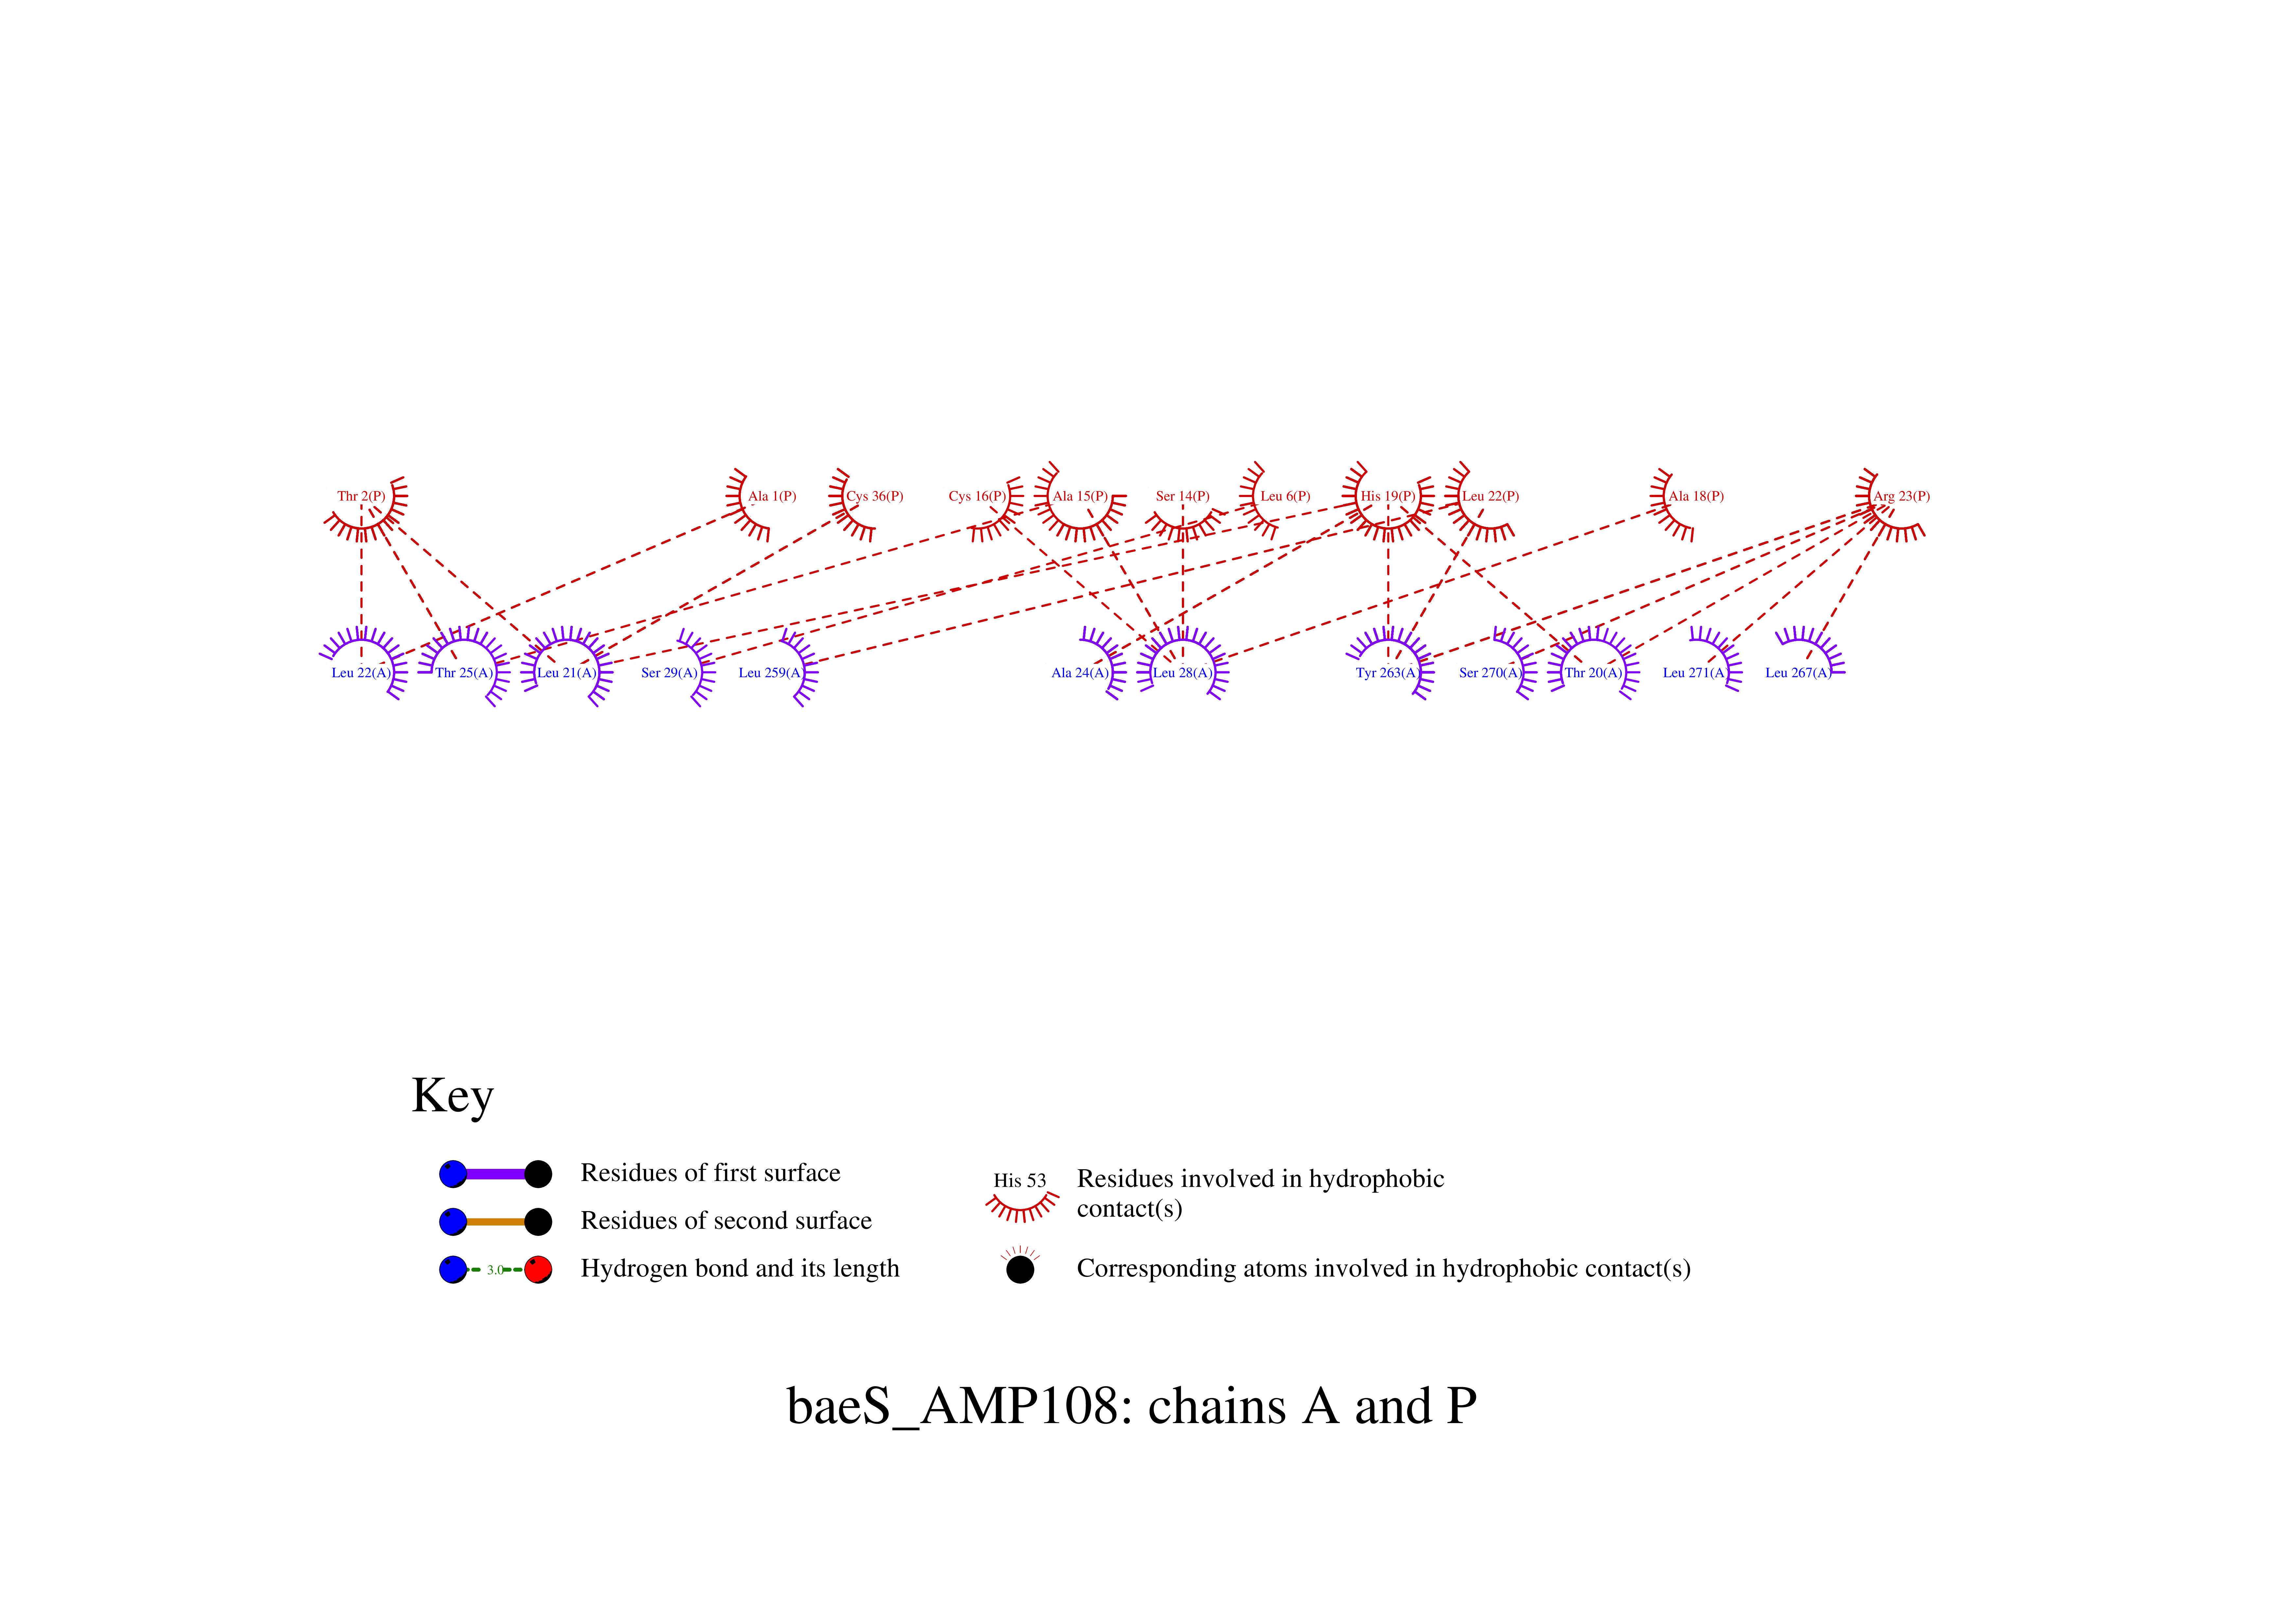 Thr 2(P) Ala 1(P) Cys 36(P) Cys 16(P) Ala 15(P) Ser 14(P) Leu 6(P) His 19(P) Leu 22(P) Ala 18(P) Arg 23(P)
Leu 22(A) Thr 25(A) Leu 21(A) Ser 29(A) Leu 259(A) Ala 24(A) Leu 28(A) Tyr 263(A) Ser 270(A) Thr 20(A) Leu 271(A) Leu 267(A)
Key
Residues of first surface
Residues of second surface
3.0 Hydrogen bond and its length
His 53 Residues involved in hydrophobic
contact(s)
Corresponding atoms involved in hydrophobic contact(s)
baeS_AMP108: chains A and P